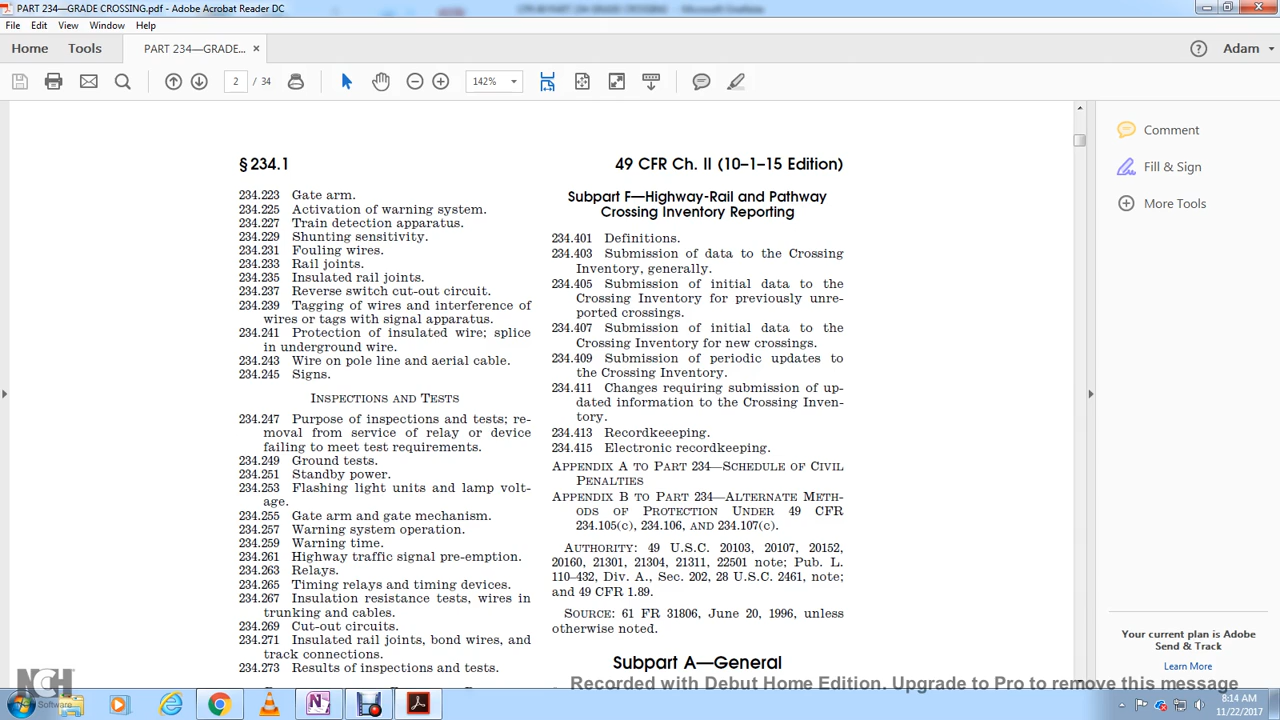 PART 234—GRADE CROSSING.pdf - Adobe Acrobat Reader DC
File Edit View Window Help
Home Tools PART 234—GRADE... × Adam
2 / 34 142%
§ 234.1
49 CFR Ch. II (10–1–15 Edition)
234.223 Gate arm.
234.225 Activation of warning system.
234.227 Train detection apparatus.
234.229 Shunting sensitivity.
234.231 Fouling wires.
234.233 Rail joints.
234.235 Insulated rail joints.
234.237 Reverse switch cut-out circuit.
234.239 Tagging of wires and interference of
wires or tags with signal apparatus.
234.241 Protection of insulated wire; splice
in underground wire.
234.243 Wire on pole line and aerial cable.
234.245 Signs.
INSPECTIONS AND TESTS
234.247 Purpose of inspections and tests; re-
moval from service of relay or device
failing to meet test requirements.
234.249 Ground tests.
234.251 Standby power.
234.253 Flashing light units and lamp volt-
age.
234.255 Gate arm and gate mechanism.
234.257 Warning system operation.
234.259 Warning time.
234.261 Highway traffic signal pre-emption.
234.263 Relays.
234.265 Timing relays and timing devices.
234.267 Insulation resistance tests, wires in
trunking and cables.
234.269 Cut-out circuits.
234.271 Insulated rail joints, bond wires, and
track connections.
234.273 Results of inspections and tests.
Subpart F—Highway-Rail and Pathway
Crossing Inventory Reporting
234.401 Definitions.
234.403 Submission of data to the Crossing
Inventory, generally.
234.405 Submission of initial data to the
Crossing Inventory for previously unre-
ported crossings.
234.407 Submission of initial data to the
Crossing Inventory for new crossings.
234.409 Submission of periodic updates to
the Crossing Inventory.
234.411 Changes requiring submission of up-
dated information to the Crossing Inven-
tory.
234.413 Recordkeeeping.
234.415 Electronic recordkeeping.
APPENDIX A TO PART 234—SCHEDULE OF CIVIL
PENALTIES
APPENDIX B TO PART 234—ALTERNATE METH-
ODS OF PROTECTION UNDER 49 CFR
234.105(c), 234.106, AND 234.107(c).
AUTHORITY: 49 U.S.C. 20103, 20107, 20152,
20160, 21301, 21304, 21311, 22501 note; Pub. L.
110–432, Div. A., Sec. 202, 28 U.S.C. 2461, note;
and 49 CFR 1.89.
SOURCE: 61 FR 31806, June 20, 1996, unless
otherwise noted.
Subpart A—General
Comment
Fill & Sign
More Tools
Your current plan is Adobe
Send & Track
Learn More
NCH
Software
Recorded with Debut Home Edition. Upgrade to Pro to remove this message
8:14 AM
11/22/2017